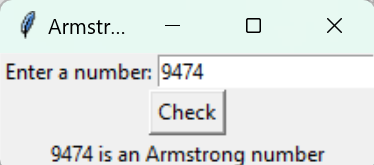 Armstr...
Enter a number: 9474
Check
9474 is an Armstrong number